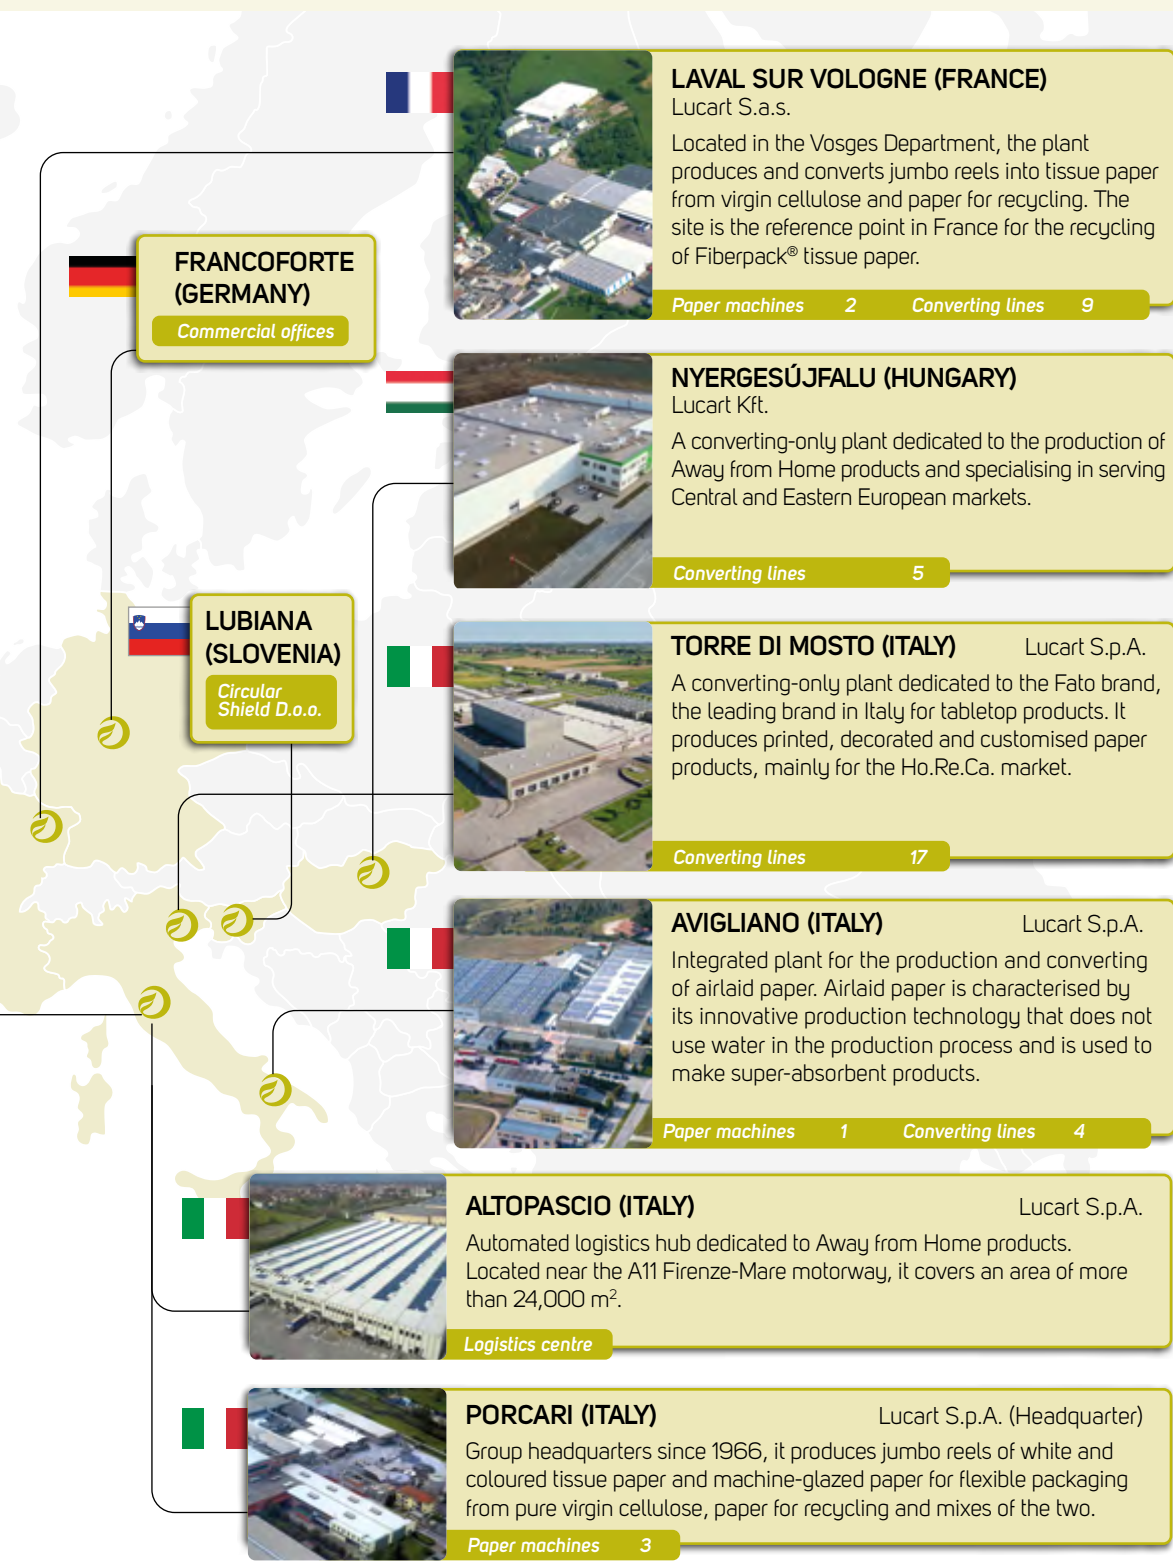 LAVAL SUR VOLOGNE (FRANCE)
Lucart S.a.s.
Located in the Vosges Department, the plant
produces and converts jumbo reels into tissue paper
from virgin cellulose and paper for recycling. The
site is the reference point in France for the recycling
of Fiberpack® tissue paper.
Paper machines 2 Converting lines 9
FRANCOFORTE
(GERMANY)
Commercial offices
NYERGESÚJFALU (HUNGARY)
Lucart Kft.
A converting-only plant dedicated to the production of
Away from Home products and specialising in serving
Central and Eastern European markets.
Converting lines 5
LUBIANA
(SLOVENIA)
Circular
Shield D.o.o.
TORRE DI MOSTO (ITALY) Lucart S.p.A.
A converting-only plant dedicated to the Fato brand,
the leading brand in Italy for tabletop products. It
produces printed, decorated and customised paper
products, mainly for the Ho.Re.Ca. market.
Converting lines 17
AVIGLIANO (ITALY) Lucart S.p.A.
Integrated plant for the production and converting
of airlaid paper. Airlaid paper is characterised by
its innovative production technology that does not
use water in the production process and is used to
make super-absorbent products.
Paper machines 1 Converting lines 4
ALTOPASCIO (ITALY) Lucart S.p.A.
Automated logistics hub dedicated to Away from Home products.
Located near the A11 Firenze-Mare motorway, it covers an area of more
than 24,000 m².
Logistics centre
PORCARI (ITALY) Lucart S.p.A. (Headquarter)
Group headquarters since 1966, it produces jumbo reels of white and
coloured tissue paper and machine-glazed paper for flexible packaging
from pure virgin cellulose, paper for recycling and mixes of the two.
Paper machines 3